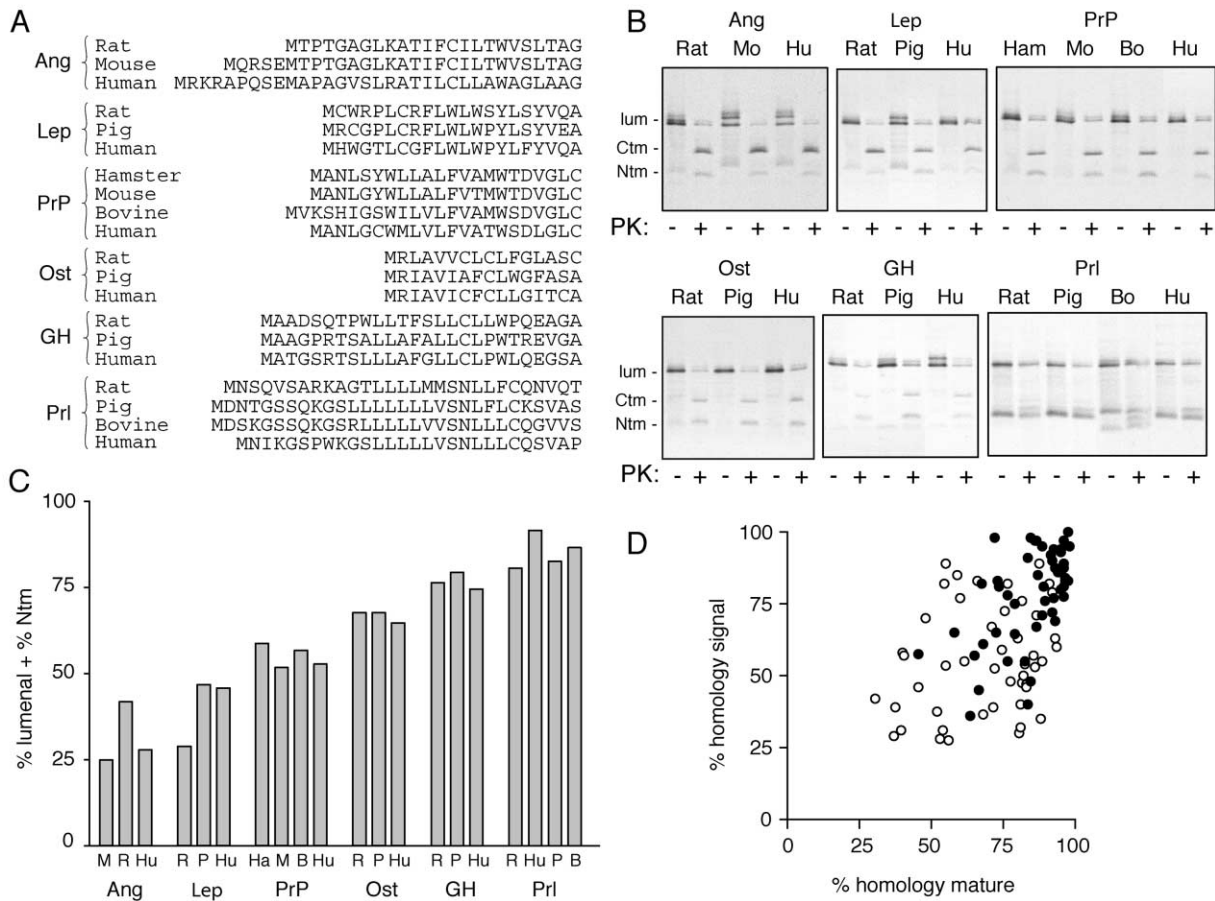 A
Ang
Rat MTPTGAGLKATIFCILTWVSLTAG
Mouse MQRSEMTPTGAGLKATIFCILTWVSLTAG
Human MRKRAPQSEMAPAGVSLRATILCLLAWAGLAAG
Lep
Rat MCWRPLCRFLWLWSYLSYVQA
Pig MRCGPLCRFLWLWPYLSYVEA
Human MHWGTLCGFLWLWPYLFYVQA
PrP
Hamster MANLSYWLLALFVAMWTDVGLC
Mouse MANLGYWLLALFVTMWTDVGLC
Bovine MVKSHIGSWILVLFVAMWSDVGLC
Human MANLGCWMLVLFVATWSDLGLC
Ost
Rat MRLAVVCLCLFGLASC
Pig MRIAVIAFCLWGFASA
Human MRIAVICFCLLGITCA
GH
Rat MAADSQTPWLLTFSLLCLLWPQEAGA
Pig MAAGPRTSALLAFALLCLPWTREVGA
Human MATGSRTSLLLAFGLLCLPWLQEGSA
Prl
Rat MNSQVSARKAGTLLLLLMMSNLLFCQNVQT
Pig MDNTGSSQKGSLLLLLLLVSNLFLCKSVAS
Bovine MDSKGSSQKGSRLLLLLVVSNLLLCQGVVS
Human MNIKGSPWKGSLLLLLVSNLLLCQSVAP
B
Ang Lep PrP
Rat Mo Hu Rat Pig Hu Ham Mo Bo Hu
lum -
Ctm -
Ntm -
PK: - + - + - + - + - + - + - + - + - + - +
Ost GH Prl
Rat Pig Hu Rat Pig Hu Rat Pig Bo Hu
lum -
Ctm -
Ntm -
PK: - + - + - + - + - + - + - + - + - + - +
C
% lumenal + % Ntm
100
75
50
25
0
M R Hu R P Hu Ha M B Hu R P Hu R P Hu R Hu P B
Ang Lep PrP Ost GH Prl
D
% homology signal
100
75
50
25
0
0 25 50 75 100
% homology mature